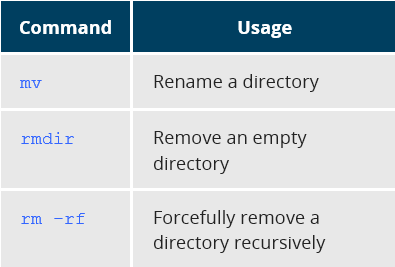 Command Usage
mv Rename a directory
rmdir Remove an empty
directory
rm -rf Forcefully remove a
directory recursively